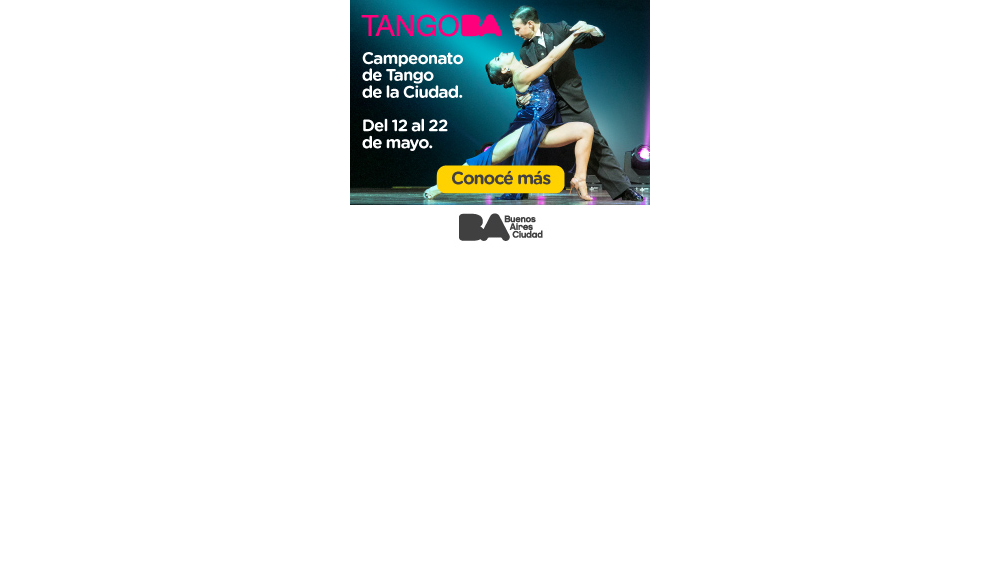 TANGOBA
Campeonato
de Tango
de la Ciudad.
Del 12 al 22
de mayo.
Conocé más
BA Buenos
Aires
Ciudad